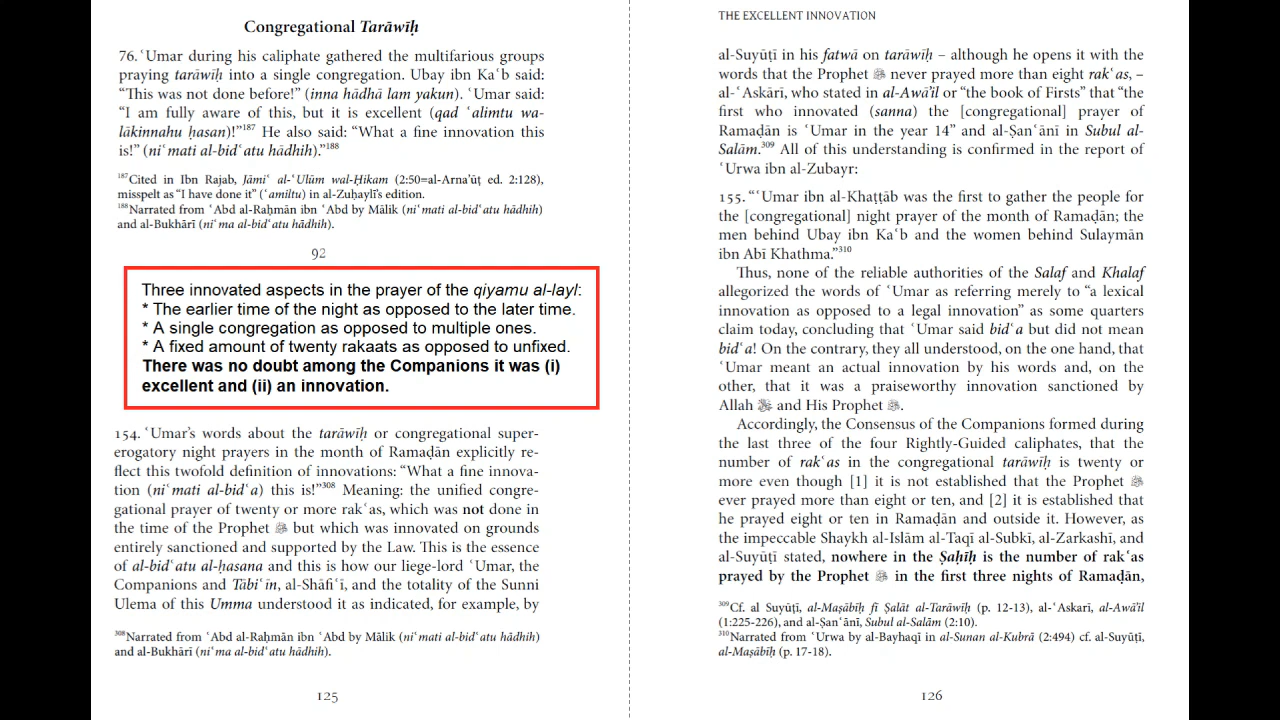 Congregational Tarāwīḥ
76. ʿUmar during his caliphate gathered the multifarious groups
praying tarāwīḥ into a single congregation. Ubay ibn Kaʿb said:
“This was not done before!” (inna hādhā lam yakun). ʿUmar said:
“I am fully aware of this, but it is excellent (qad ʿalimtu wa-
lākinnahu ḥasan)!”187 He also said: “What a fine innovation this
is!” (niʿmati al-bidʿatu hādhih).”188
187Cited in Ibn Rajab, Jāmiʿ al-ʿUlūm wal-Ḥikam (2:50=al-Arna’ūṭ ed. 2:128),
misspelt as “I have done it” (ʿamiltu) in al-Zuḥaylī’s edition.
188Narrated from ʿAbd al-Raḥmān ibn ʿAbd by Mālik (niʿmati al-bidʿatu hādhih)
and al-Bukhārī (niʿma al-bidʿatu hādhih).
92
Three innovated aspects in the prayer of the qiyamu al-layl:
* The earlier time of the night as opposed to the later time.
* A single congregation as opposed to multiple ones.
* A fixed amount of twenty rakaats as opposed to unfixed.
There was no doubt among the Companions it was (i)
excellent and (ii) an innovation.
154. ʿUmar’s words about the tarāwīḥ or congregational super-
erogatory night prayers in the month of Ramaḍān explicitly re-
flect this twofold definition of innovations: “What a fine innova-
tion (niʿmati al-bidʿa) this is!”308 Meaning: the unified congre-
gational prayer of twenty or more rakʿas, which was not done in
the time of the Prophet ﷺ but which was innovated on grounds
entirely sanctioned and supported by the Law. This is the essence
of al-bidʿatu al-ḥasana and this is how our liege-lord ʿUmar, the
Companions and Tābiʿīn, al-Shāfiʿī, and the totality of the Sunni
Ulema of this Umma understood it as indicated, for example, by
308Narrated from ʿAbd al-Raḥmān ibn ʿAbd by Mālik (niʿmati al-bidʿatu hādhih)
and al-Bukhārī (niʿma al-bidʿatu hādhih).
125
THE EXCELLENT INNOVATION
al-Suyūṭī in his fatwā on tarāwīḥ – although he opens it with the
words that the Prophet ﷺ never prayed more than eight rakʿas, –
al-ʿAskārī, who stated in al-Awā’il or “the book of Firsts” that “the
first who innovated (sanna) the [congregational] prayer of
Ramaḍān is ʿUmar in the year 14” and al-Ṣanʿānī in Subul al-
Salām.309 All of this understanding is confirmed in the report of
ʿUrwa ibn al-Zubayr:
155. “ʿUmar ibn al-Khaṭṭāb was the first to gather the people for
the [congregational] night prayer of the month of Ramaḍān; the
men behind Ubay ibn Kaʿb and the women behind Sulaymān
ibn Abī Khathma.”310
Thus, none of the reliable authorities of the Salaf and Khalaf
allegorized the words of ʿUmar as referring merely to “a lexical
innovation as opposed to a legal innovation” as some quarters
claim today, concluding that ʿUmar said bidʿa but did not mean
bidʿa! On the contrary, they all understood, on the one hand, that
ʿUmar meant an actual innovation by his words and, on the
other, that it was a praiseworthy innovation sanctioned by
Allah and His Prophet ﷺ.
Accordingly, the Consensus of the Companions formed during
the last three of the four Rightly-Guided caliphates, that the
number of rakʿas in the congregational tarāwīḥ is twenty or
more even though [1] it is not established that the Prophet ﷺ
ever prayed more than eight or ten, and [2] it is established that
he prayed eight or ten in Ramaḍān and outside it. However, as
the impeccable Shaykh al-Islām al-Taqī al-Subkī, al-Zarkashī, and
al-Suyūṭī stated, nowhere in the Ṣaḥīḥ is the number of rakʿas
prayed by the Prophet ﷺ in the first three nights of Ramaḍān,
309Cf. al Suyūṭī, al-Maṣābīḥ fī Ṣalāt al-Tarāwīḥ (p. 12-13), al-ʿAskarī, al-Awā’il
(1:225-226), and al-Ṣanʿānī, Subul al-Salām (2:10).
310Narrated from ʿUrwa by al-Bayhaqī in al-Sunan al-Kubrā (2:494) cf. al-Suyūṭī,
al-Maṣābīḥ (p. 17-18).
126